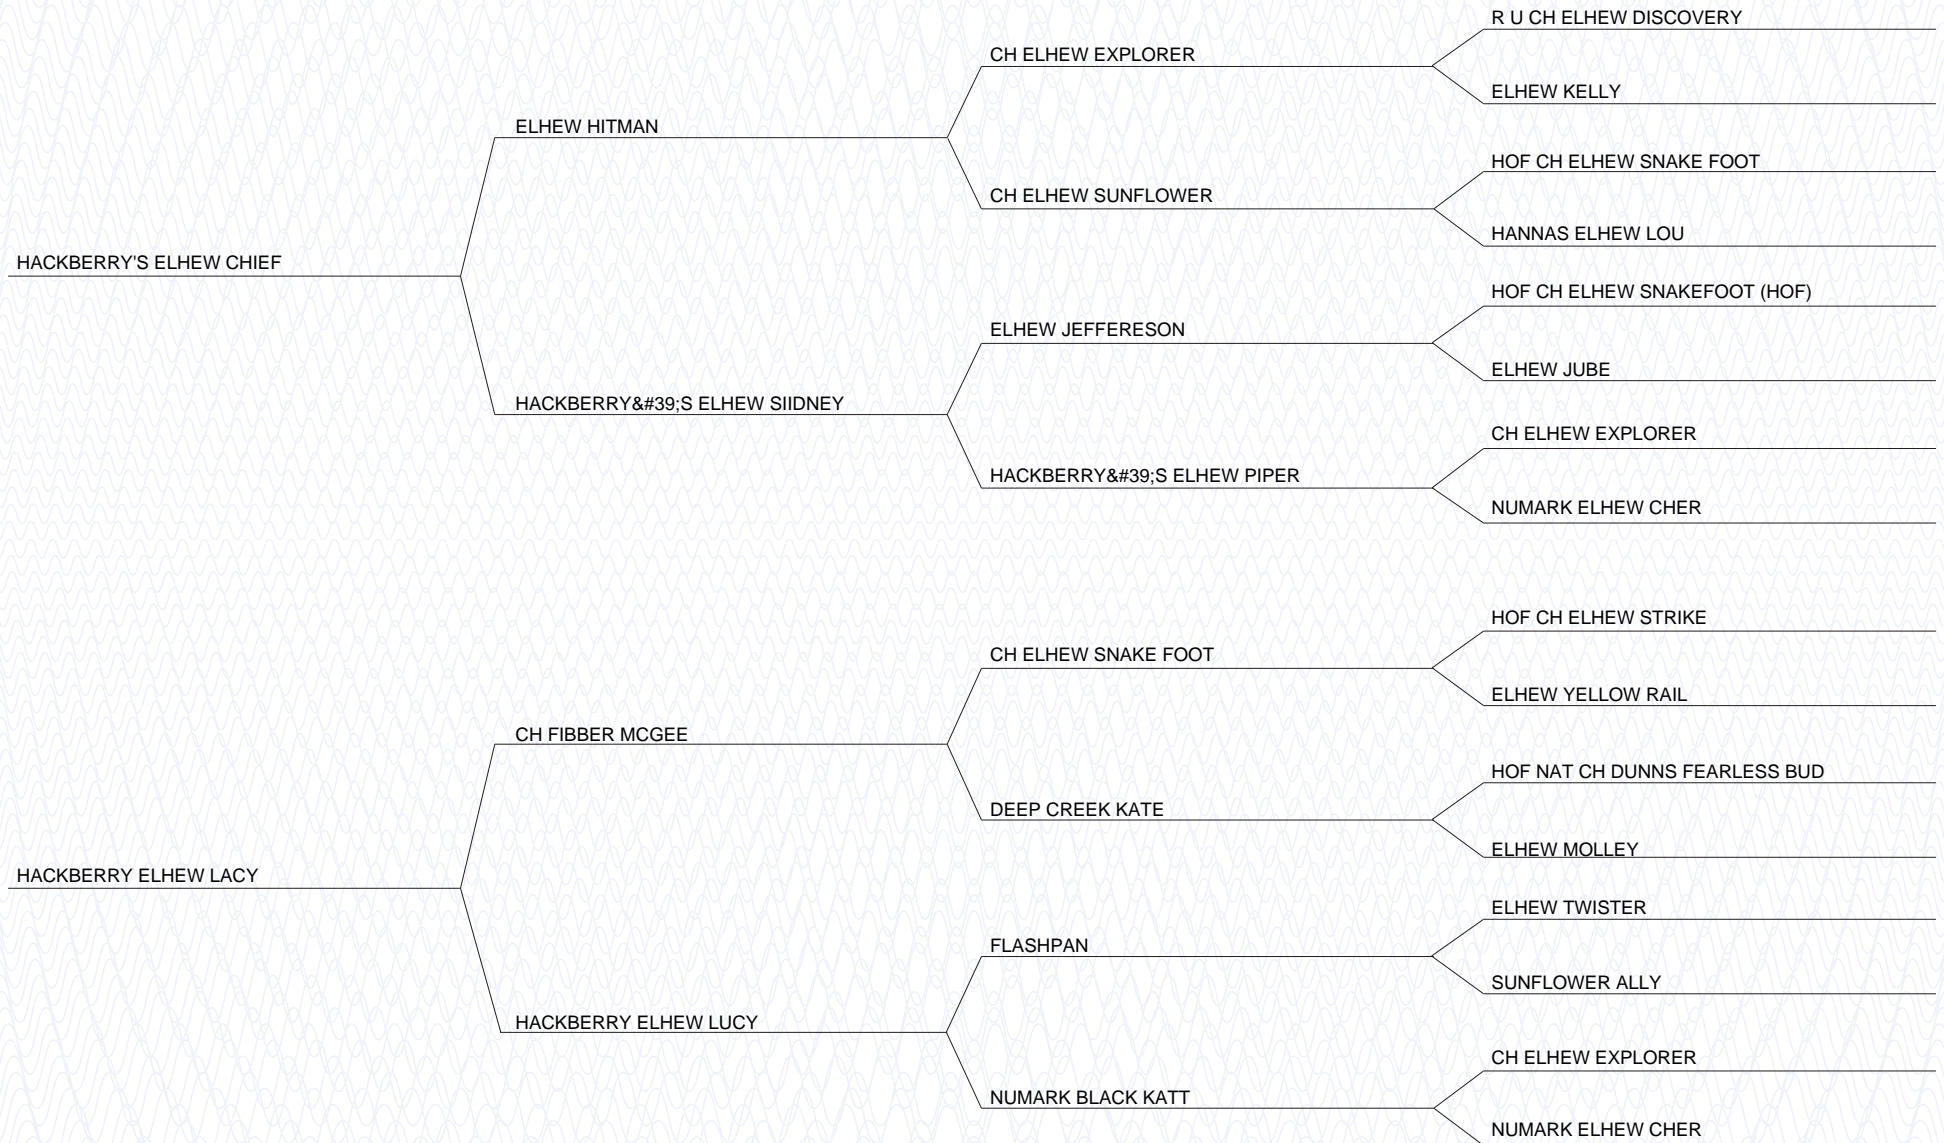 R U CH ELHEW DISCOVERY
CH ELHEW EXPLORER
ELHEW KELLY
ELHEW HITMAN
HOF CH ELHEW SNAKE FOOT
CH ELHEW SUNFLOWER
HANNAS ELHEW LOU
HACKBERRY'S ELHEW CHIEF
HOF CH ELHEW SNAKEFOOT (HOF)
ELHEW JEFFERESON
ELHEW JUBE
HACKBERRY&#39;S ELHEW SIIDNEY
CH ELHEW EXPLORER
HACKBERRY&#39;S ELHEW PIPER
NUMARK ELHEW CHER
HOF CH ELHEW STRIKE
CH ELHEW SNAKE FOOT
ELHEW YELLOW RAIL
CH FIBBER MCGEE
HOF NAT CH DUNNS FEARLESS BUD
DEEP CREEK KATE
ELHEW MOLLEY
HACKBERRY ELHEW LACY
ELHEW TWISTER
FLASHPAN
SUNFLOWER ALLY
HACKBERRY ELHEW LUCY
CH ELHEW EXPLORER
NUMARK BLACK KATT
NUMARK ELHEW CHER